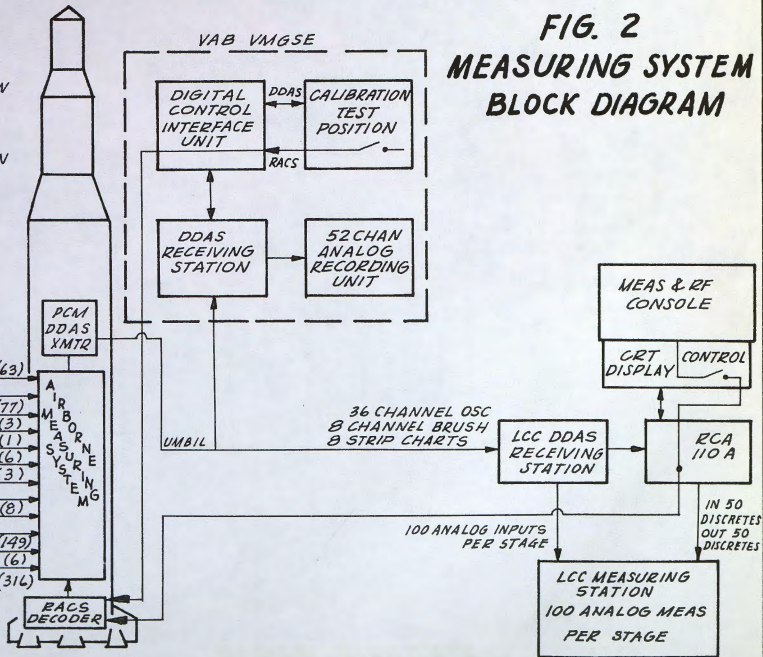 FIG. 2
MEASURING SYSTEM
BLOCK DIAGRAM
VAB VMGSE
DIGITAL
CONTROL
INTERFACE
UNIT
DDAS
RACS
CALIBRATION
TEST
POSITION
DDAS
RECEIVING
STATION
52 CHAN
ANALOG
RECORDING
UNIT
PCM
DDAS
XMTR
AIRBORNE
MEASURING
SYSTEM
(63)
(77)
(3)
(1)
(6)
(3)
(8)
(149)
(6)
(316)
RACS
DECODER
UMBIL
36 CHANNEL OSC
8 CHANNEL BRUSH
8 STRIP CHARTS
LCC DDAS
RECEIVING
STATION
MEAS & RF
CONSOLE
CRT
DISPLAY
CONTROL
RCA
110 A
100 ANALOG INPUTS
PER STAGE
IN 50
DISCRETES
OUT 50
DISCRETES
LCC MEASURING
STATION
100 ANALOG MEAS
PER STAGE